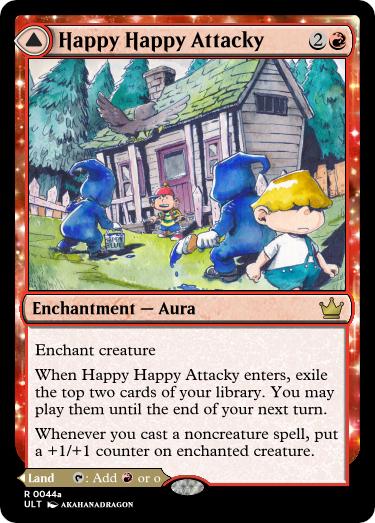 Happy Happy Attacky 2
Enchantment — Aura
Enchant creature
When Happy Happy Attacky enters, exile
the top two cards of your library. You may
play them until the end of your next turn.
Whenever you cast a noncreature spell, put
a +1/+1 counter on enchanted creature.
Land : Add or o
R 0044a
ULT AKAHANADRAGON